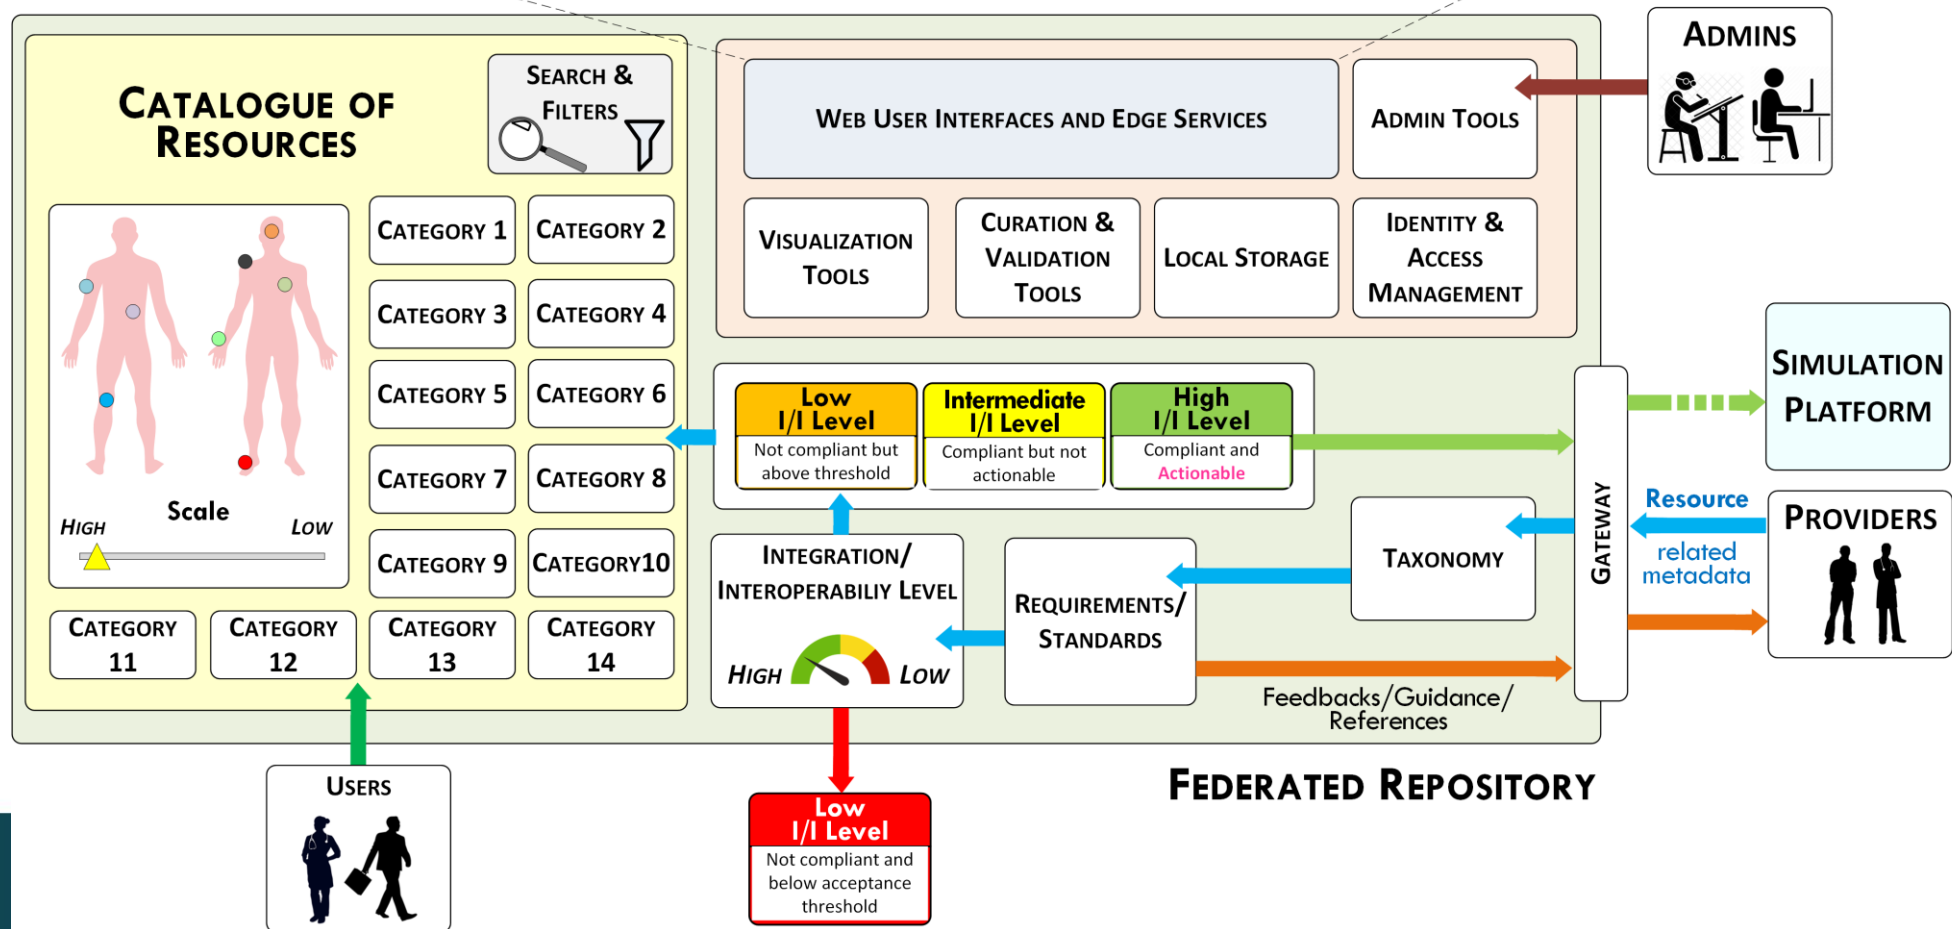 CATALOGUE OF
RESOURCES
SEARCH &
FILTERS
Scale
HIGH
LOW
CATEGORY 1
CATEGORY 2
CATEGORY 3
CATEGORY 4
CATEGORY 5
CATEGORY 6
CATEGORY 7
CATEGORY 8
CATEGORY 9
CATEGORY10
CATEGORY
11
CATEGORY
12
CATEGORY
13
CATEGORY
14
USERS
WEB USER INTERFACES AND EDGE SERVICES
ADMIN TOOLS
VISUALIZATION
TOOLS
CURATION &
VALIDATION
TOOLS
LOCAL STORAGE
IDENTITY &
ACCESS
MANAGEMENT
ADMINS
Low
I/I Level
Not compliant but
above threshold
Intermediate
I/I Level
Compliant but not
actionable
High
I/I Level
Compliant and
Actionable
INTEGRATION/
INTEROPERABILIY LEVEL
HIGH
LOW
REQUIREMENTS/
STANDARDS
TAXONOMY
GATEWAY
Feedbacks/Guidance/
References
SIMULATION
PLATFORM
Resource
related
metadata
PROVIDERS
FEDERATED REPOSITORY
Low
I/I Level
Not compliant and
below acceptance
threshold